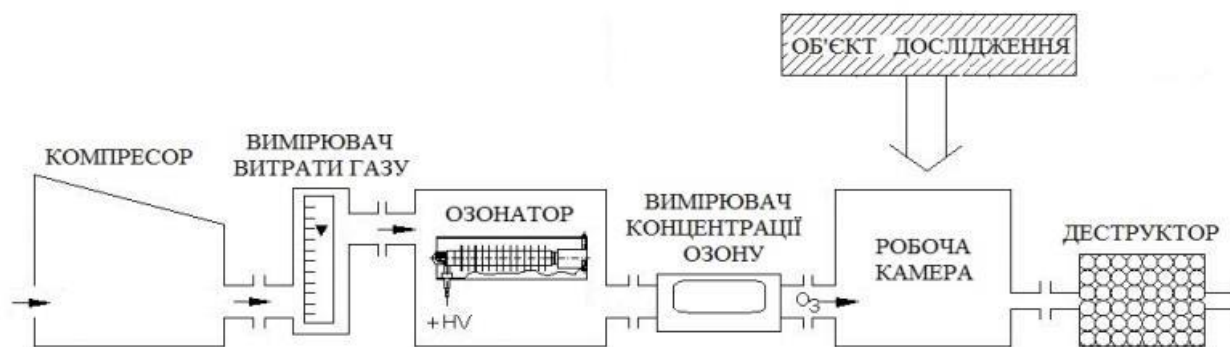 ОБ'ЄКТ ДОСЛІДЖЕННЯ
КОМПРЕСОР
ВИМІРЮВАЧ
ВИТРАТИ ГАЗУ
ОЗОНАТОР
+HV
ВИМІРЮВАЧ
КОНЦЕНТРАЦІЇ
ОЗОНУ
O3
РОБОЧА
КАМЕРА
ДЕСТРУКТОР